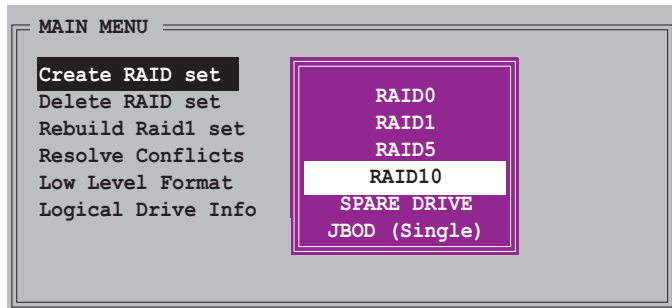 MAIN MENU
Create RAID set
Delete RAID set
Rebuild Raid1 set
Resolve Conflicts
Low Level Format
Logical Drive Info
RAID0
RAID1
RAID5
RAID10
SPARE DRIVE
JBOD (Single)